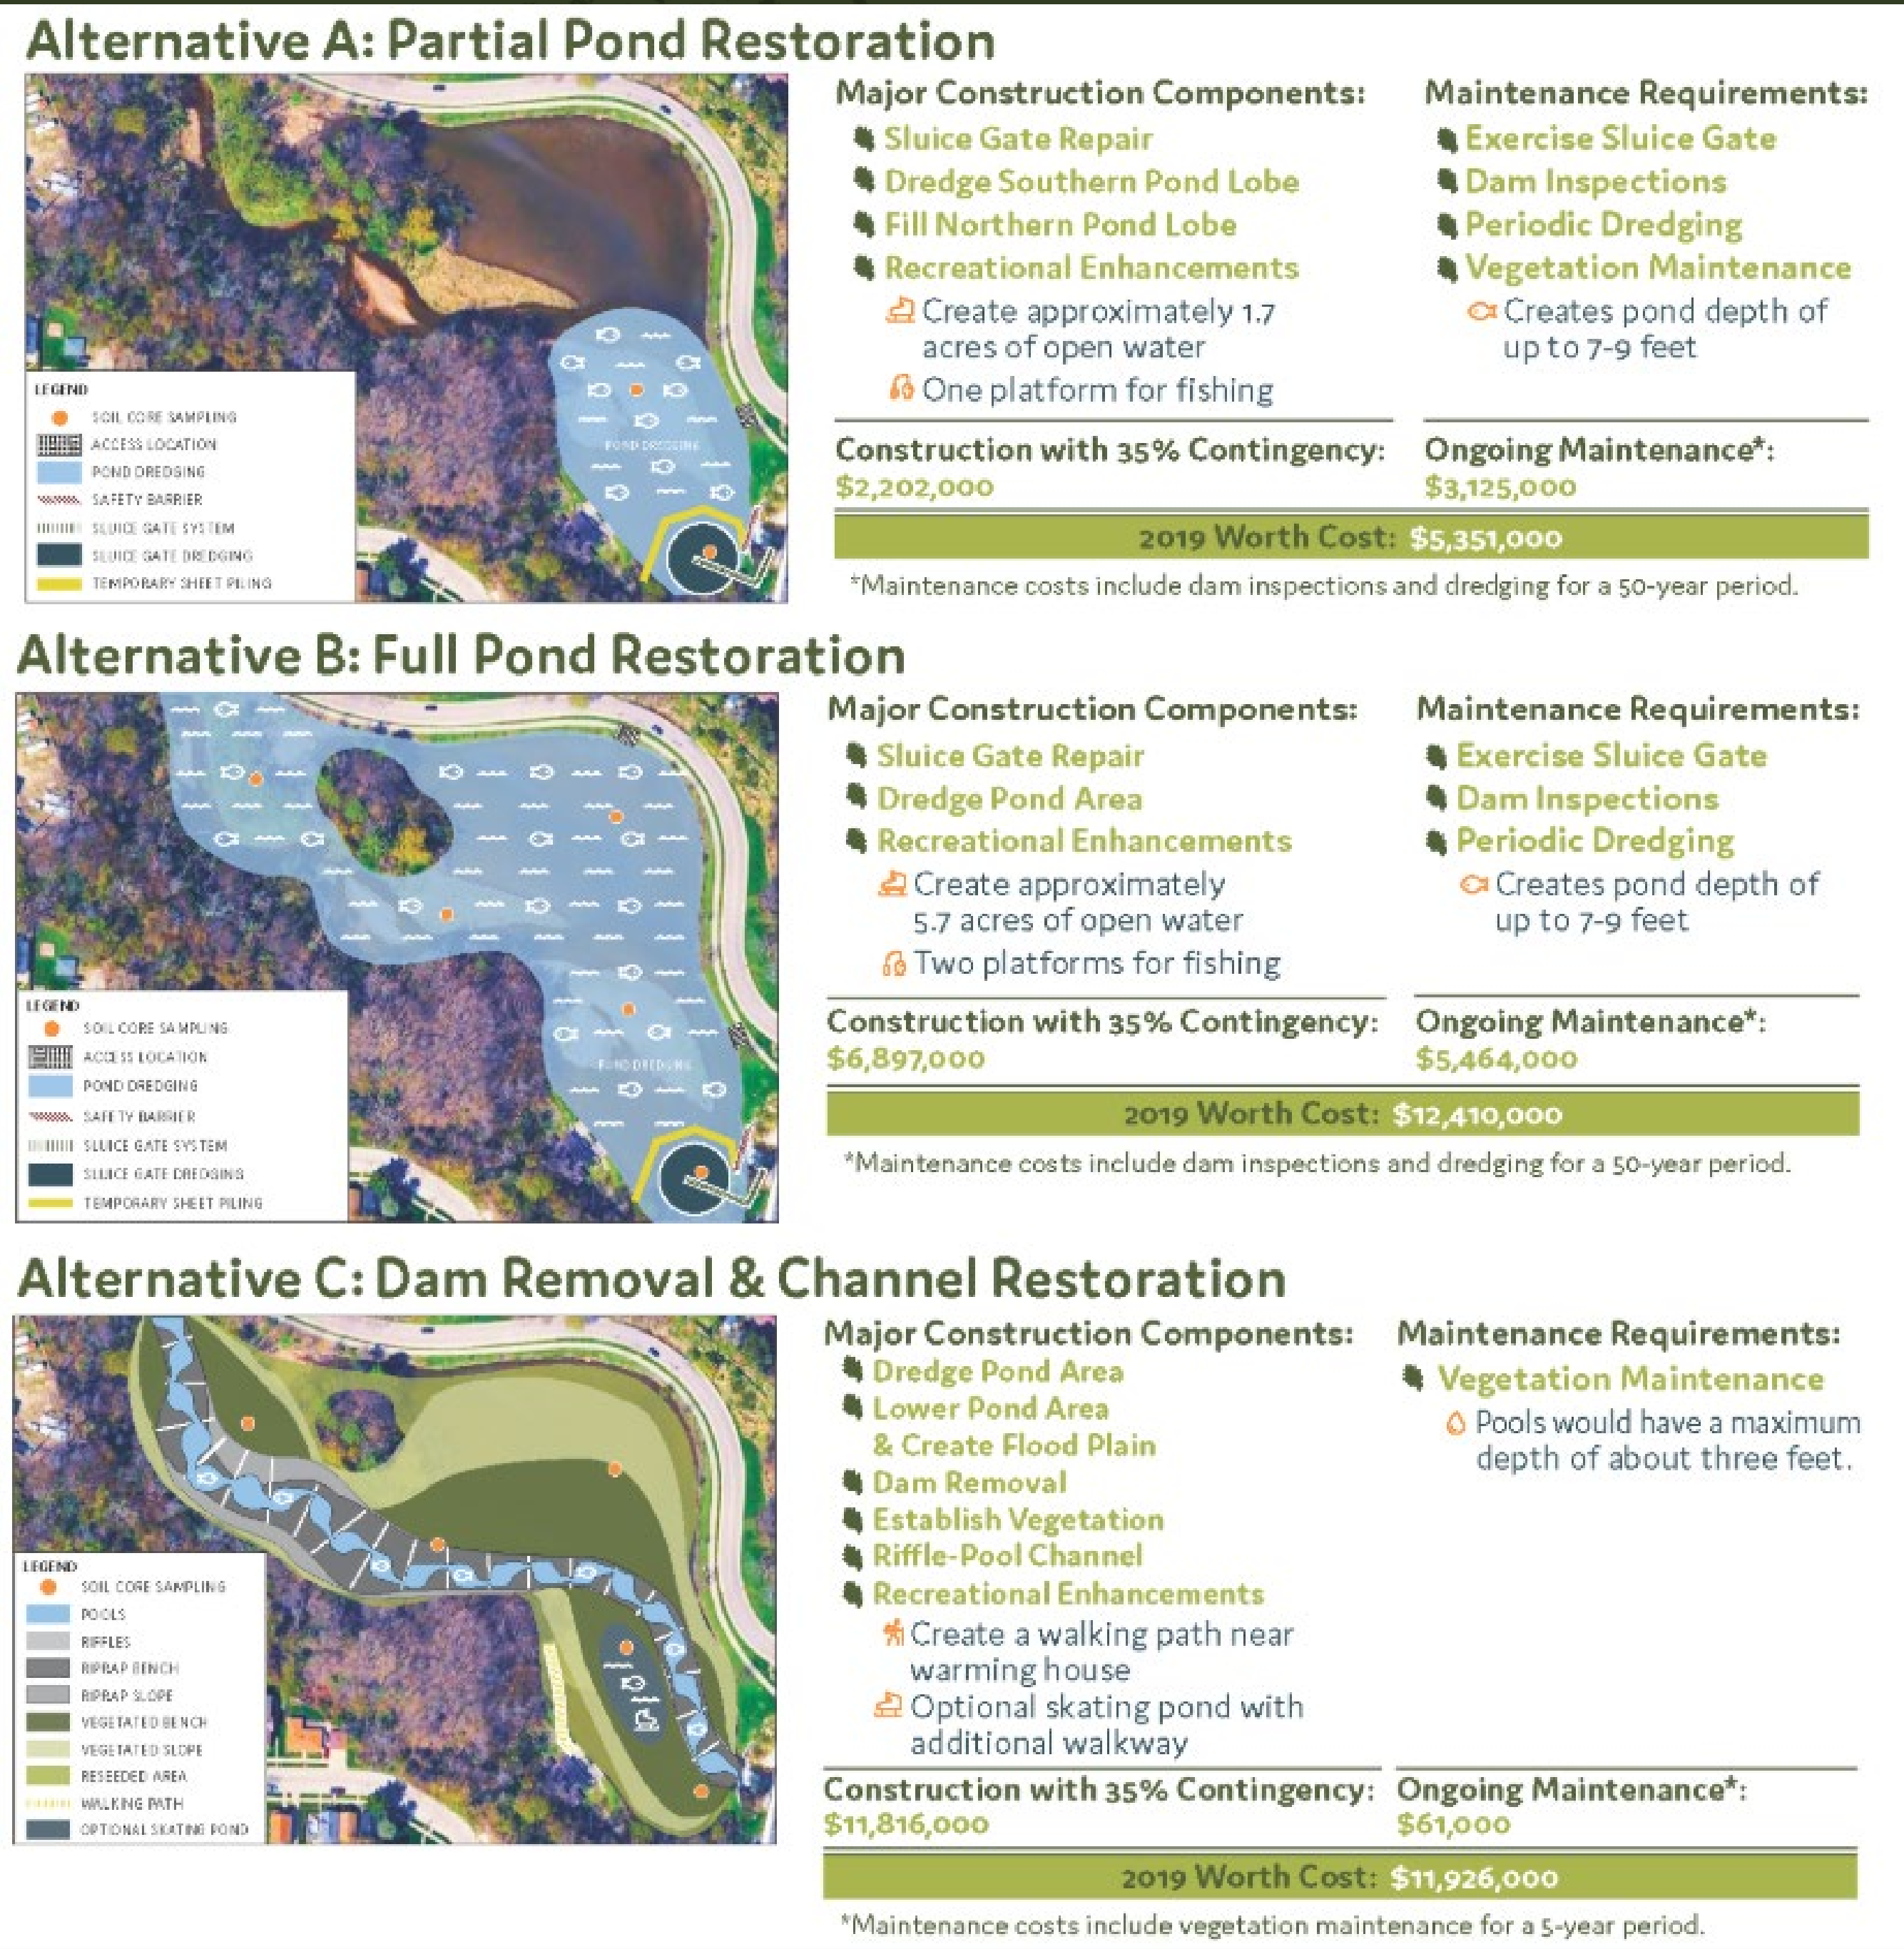 Alternative A: Partial Pond Restoration
LEGEND
SOIL CORE SAMPLING
ACCESS LOCATION
POND DREDGING
SAFETY BARRIER
SLUICE GATE SYSTEM
SLUICE GATE DREDGING
TEMPORARY SHEET PILING
POND DREDGING
Major Construction Components:
Sluice Gate Repair
Dredge Southern Pond Lobe
Fill Northern Pond Lobe
Recreational Enhancements
Create approximately 1.7
acres of open water
One platform for fishing
Maintenance Requirements:
Exercise Sluice Gate
Dam Inspections
Periodic Dredging
Vegetation Maintenance
Creates pond depth of
up to 7-9 feet
Construction with 35% Contingency:
$2,202,000
Ongoing Maintenance*:
$3,125,000
2019 Worth Cost: $5,351,000
*Maintenance costs include dam inspections and dredging for a 50-year period.
Alternative B: Full Pond Restoration
LEGEND
SOIL CORE SAMPLING
ACCESS LOCATION
POND DREDGING
SAFETY BARRIER
SLUICE GATE SYSTEM
SLUICE GATE DREDGING
TEMPORARY SHEET PILING
POND DREDGING
Major Construction Components:
Sluice Gate Repair
Dredge Pond Area
Recreational Enhancements
Create approximately
5.7 acres of open water
Two platforms for fishing
Maintenance Requirements:
Exercise Sluice Gate
Dam Inspections
Periodic Dredging
Creates pond depth of
up to 7-9 feet
Construction with 35% Contingency:
$6,897,000
Ongoing Maintenance*:
$5,464,000
2019 Worth Cost: $12,410,000
*Maintenance costs include dam inspections and dredging for a 50-year period.
Alternative C: Dam Removal & Channel Restoration
LEGEND
SOIL CORE SAMPLING
POOLS
RIFFLES
RIPRAP BENCH
RIPRAP SLOPE
VEGETATED BENCH
VEGETATED SLOPE
RESEEDED AREA
WALKING PATH
OPTIONAL SKATING POND
Major Construction Components:
Dredge Pond Area
Lower Pond Area
& Create Flood Plain
Dam Removal
Establish Vegetation
Riffle-Pool Channel
Recreational Enhancements
Create a walking path near
warming house
Optional skating pond with
additional walkway
Maintenance Requirements:
Vegetation Maintenance
Pools would have a maximum
depth of about three feet.
Construction with 35% Contingency:
$11,816,000
Ongoing Maintenance*:
$61,000
2019 Worth Cost: $11,926,000
*Maintenance costs include vegetation maintenance for a 5-year period.